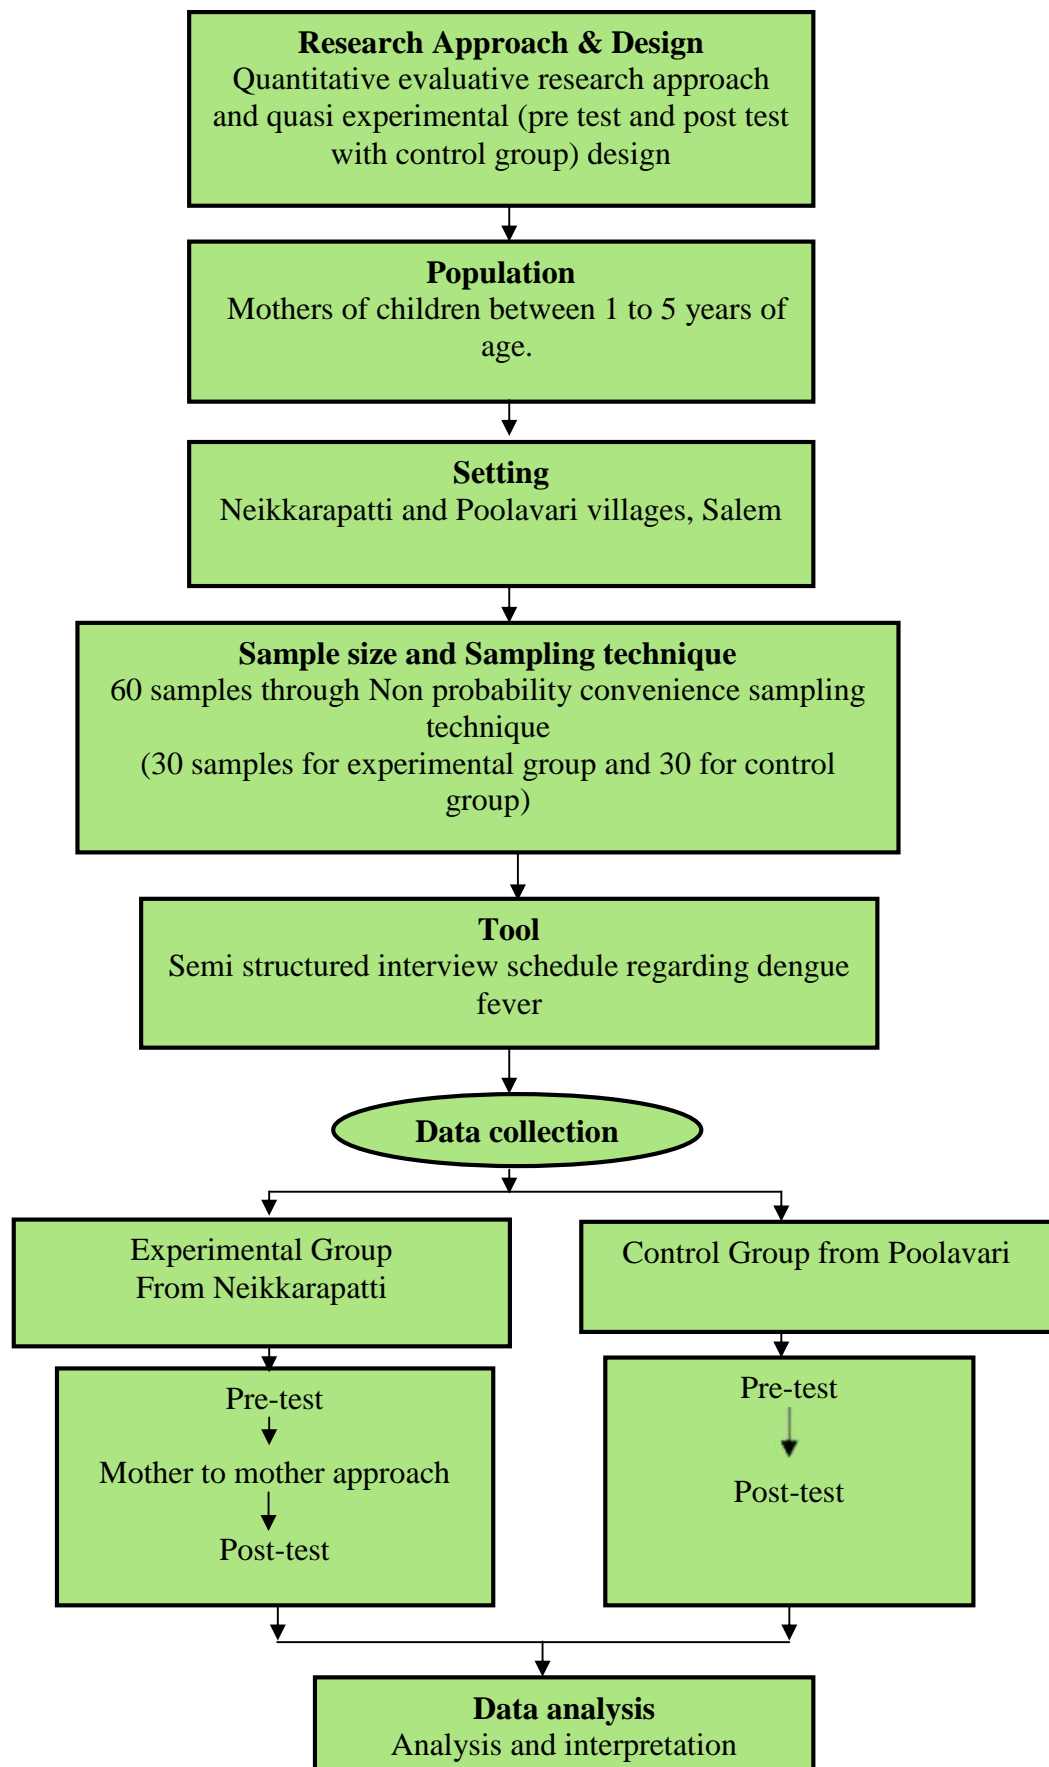 Research Approach & Design
Quantitative evaluative research approach
and quasi experimental (pre test and post test
with control group) design
Population
Mothers of children between 1 to 5 years of
age.
Setting
Neikkarapatti and Poolavari villages, Salem
Sample size and Sampling technique
60 samples through Non probability convenience sampling
technique
(30 samples for experimental group and 30 for control
group)
Tool
Semi structured interview schedule regarding dengue
fever
Data collection
Experimental Group
From Neikkarapatti
Control Group from Poolavari
Pre-test
Mother to mother approach
Post-test
Pre-test
Post-test
Data analysis
Analysis and interpretation